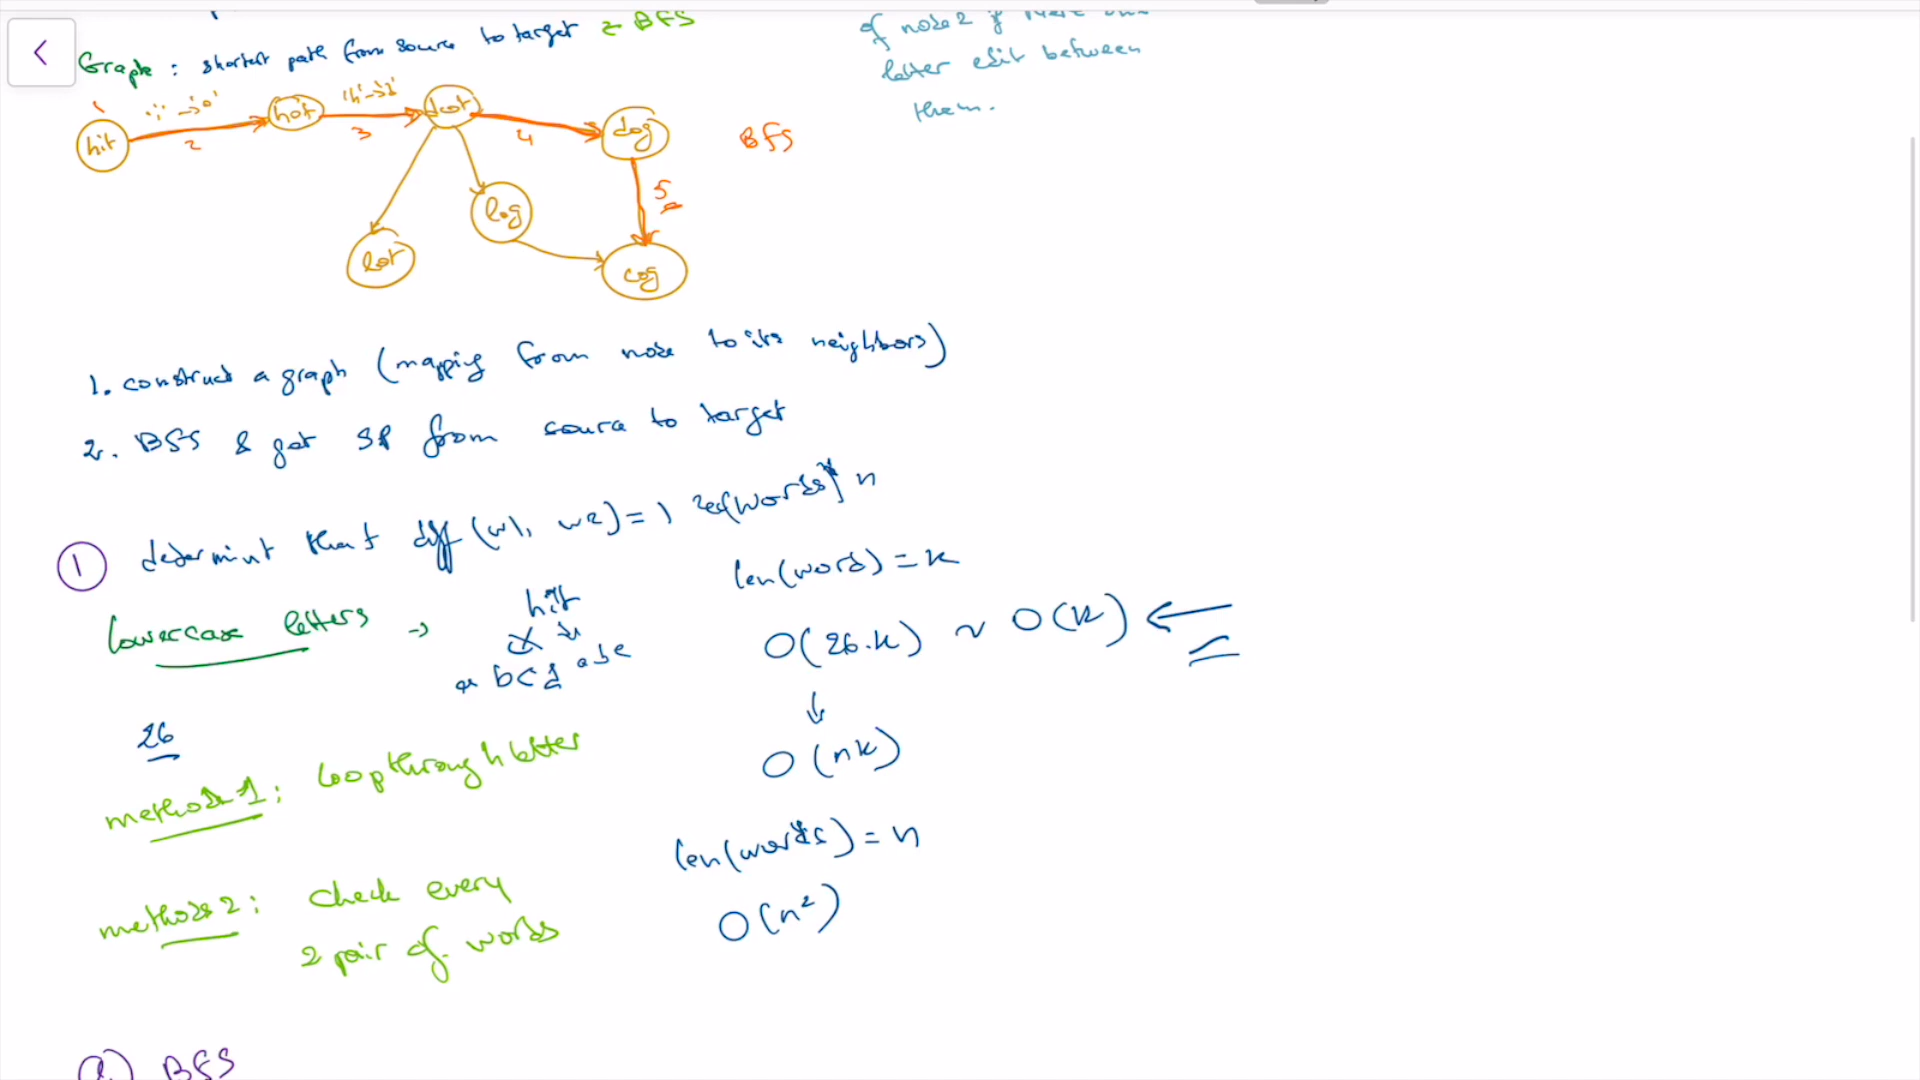 Graph : shortest path from source to target = BFS
of node 2 if there one
letter edit between
them.
1
'i' -> 'o'
'h' -> 'd'
hit
hot
dot
dog
2
3
4
BFS
5
log
lot
cog
1. construct a graph (mapping from node to its neighbors)
2. BFS & get SP from source to target
1 determint that diff (w1, w2) = 1
n
len(word) = k
lowercase letters ->
hit
a b c d abc
O(26.k) ~ O(k)
26
O(nk)
method 1 : loop through letter
len(words) = n
method 2 : check every
2 pair of words
O(n²)
2 BFS